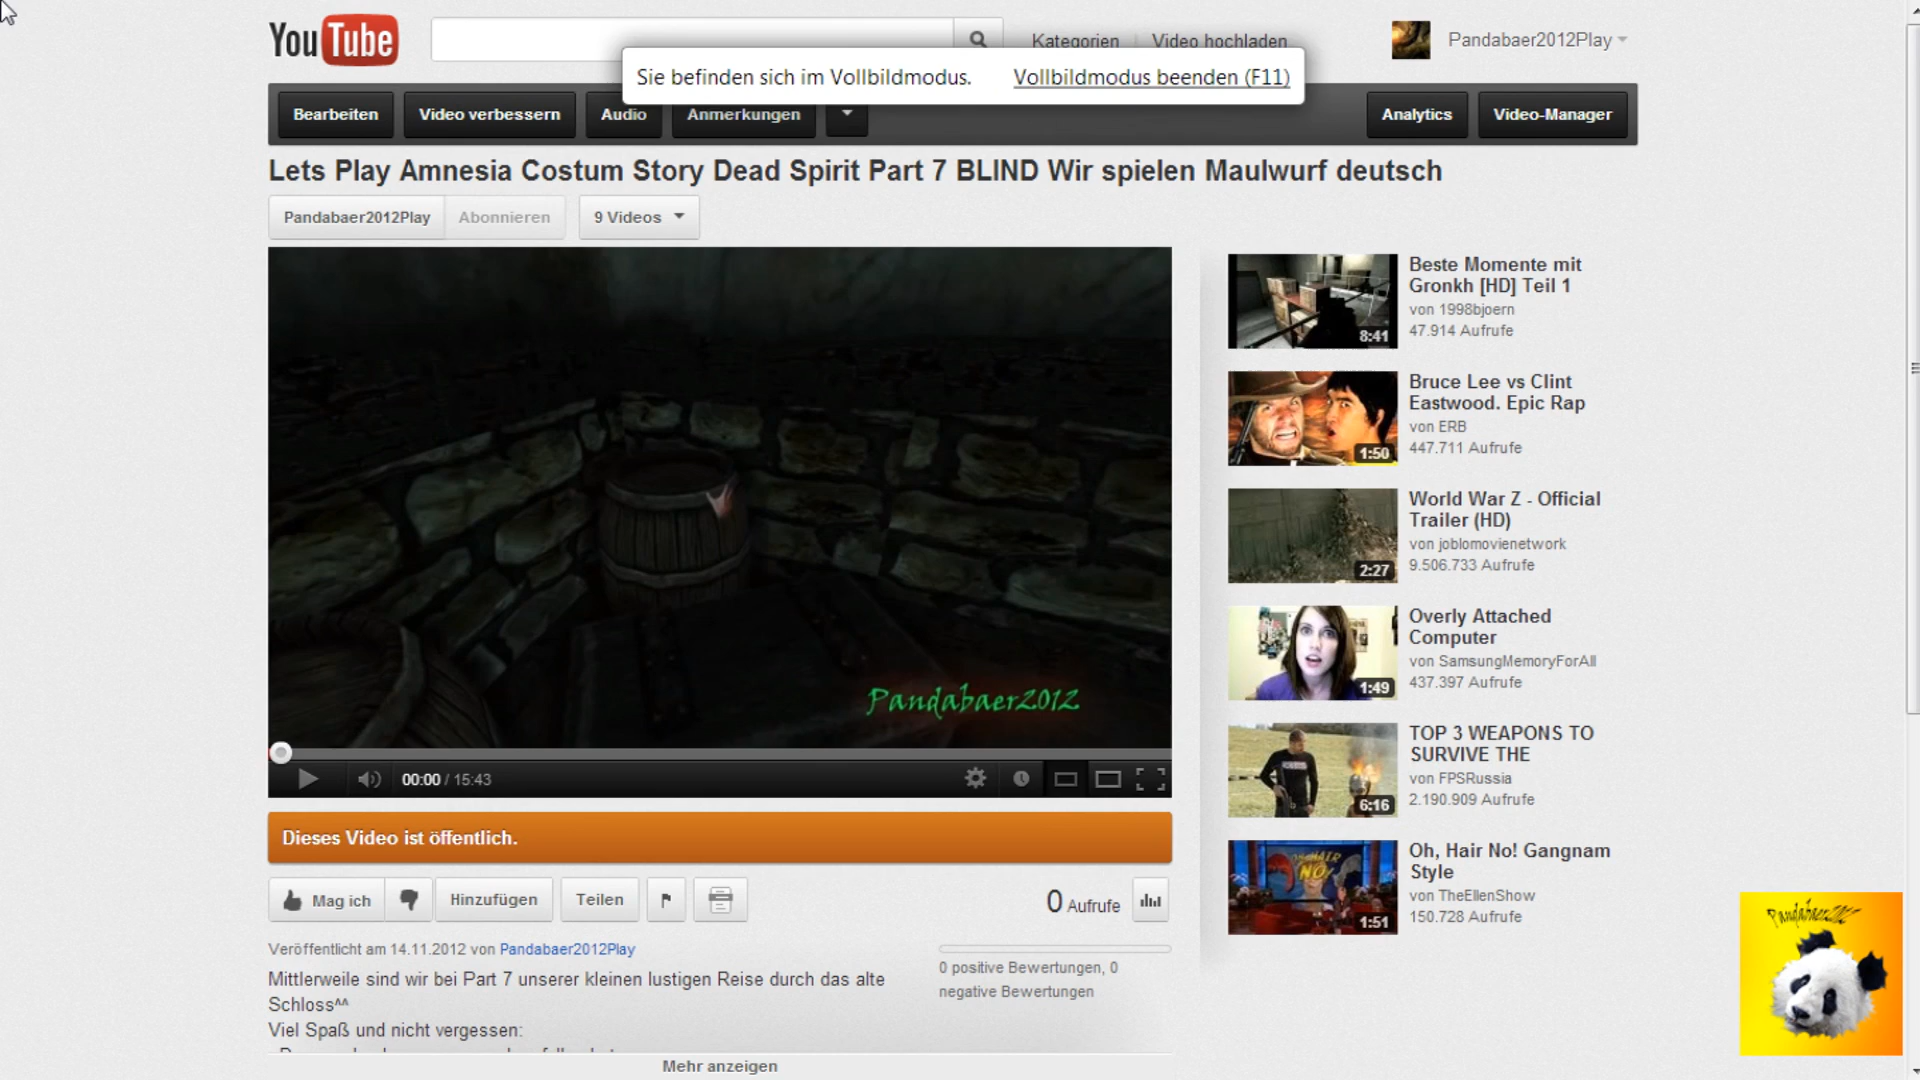 YouTube
Kategorien
Video hochladen
Pandabaer2012Play
Sie befinden sich im Vollbildmodus. Vollbildmodus beenden (F11)
Bearbeiten
Video verbessern
Audio
Anmerkungen
Analytics
Video-Manager
Lets Play Amnesia Costum Story Dead Spirit Part 7 BLIND Wir spielen Maulwurf deutsch
Pandabaer2012Play
Abonnieren
9 Videos
Pandabaer2012
00:00 / 15:43
Dieses Video ist öffentlich.
Mag ich
Hinzufügen
Teilen
0 Aufrufe
Veröffentlicht am 14.11.2012 von Pandabaer2012Play
Mittlerweile sind wir bei Part 7 unserer kleinen lustigen Reise durch das alte
Schloss^^
Viel Spaß und nicht vergessen:
0 positive Bewertungen, 0
negative Bewertungen
Mehr anzeigen
8:41
Beste Momente mit
Gronkh [HD] Teil 1
von 1998bjoern
47.914 Aufrufe
1:50
Bruce Lee vs Clint
Eastwood. Epic Rap
von ERB
447.711 Aufrufe
2:27
World War Z - Official
Trailer (HD)
von joblomovienetwork
9.506.733 Aufrufe
1:49
Overly Attached
Computer
von SamsungMemoryForAll
437.397 Aufrufe
6:16
TOP 3 WEAPONS TO
SURVIVE THE
von FPSRussia
2.190.909 Aufrufe
OH HAIR
NO!
1:51
Oh, Hair No! Gangnam
Style
von TheEllenShow
150.728 Aufrufe
Pandabaer2012